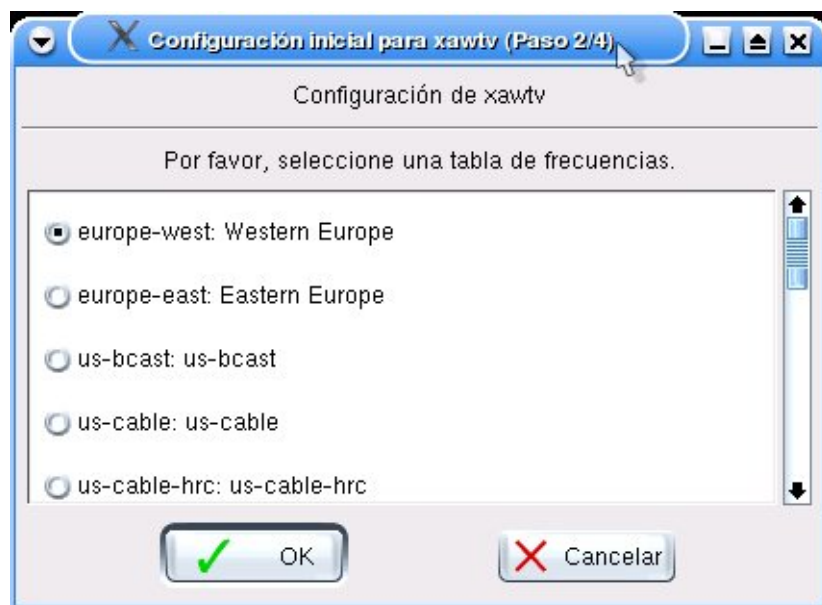 Configuración inicial para xawtv (Paso 2/4)
Configuración de xawtv
Por favor, seleccione una tabla de frecuencias.
europe-west: Western Europe
europe-east: Eastern Europe
us-bcast: us-bcast
us-cable: us-cable
us-cable-hrc: us-cable-hrc
OK
Cancelar